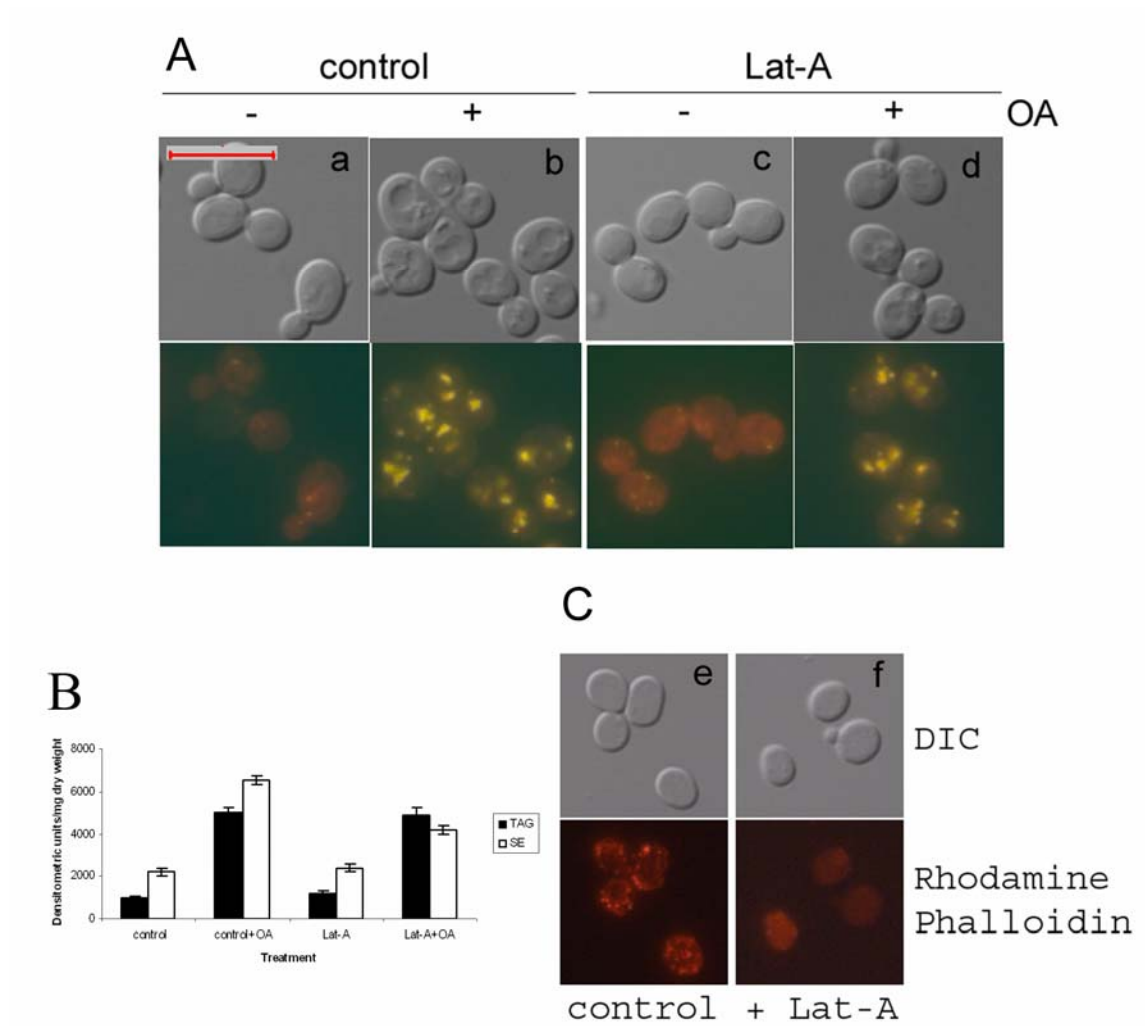 A
control Lat-A
- + - + OA
a b c d
B
Densitometric units/mg dry weight
8000
6000
4000
2000
0
control control+OA Lat-A Lat-A+OA
Treatment
TAG
SE
C
e f
DIC
Rhodamine
Phalloidin
control + Lat-A